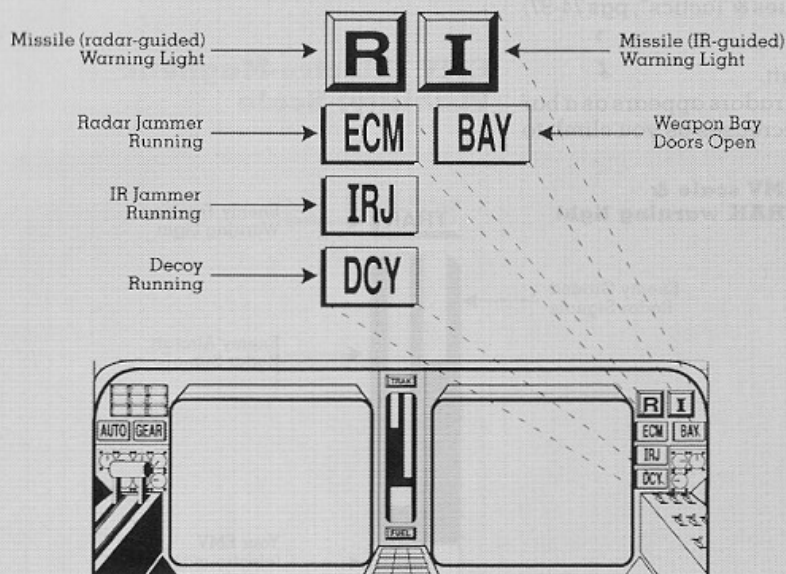 Missile (radar-guided)
Warning Light
R
I
Missile (IR-guided)
Warning Light
Radar Jammer
Running
ECM
BAY
Weapon Bay
Doors Open
IR Jammer
Running
IRJ
Decoy
Running
DCY
TRAK
R
I
AUTO
GEAR
ECM
BAY
IRJ
DCY
FUEL